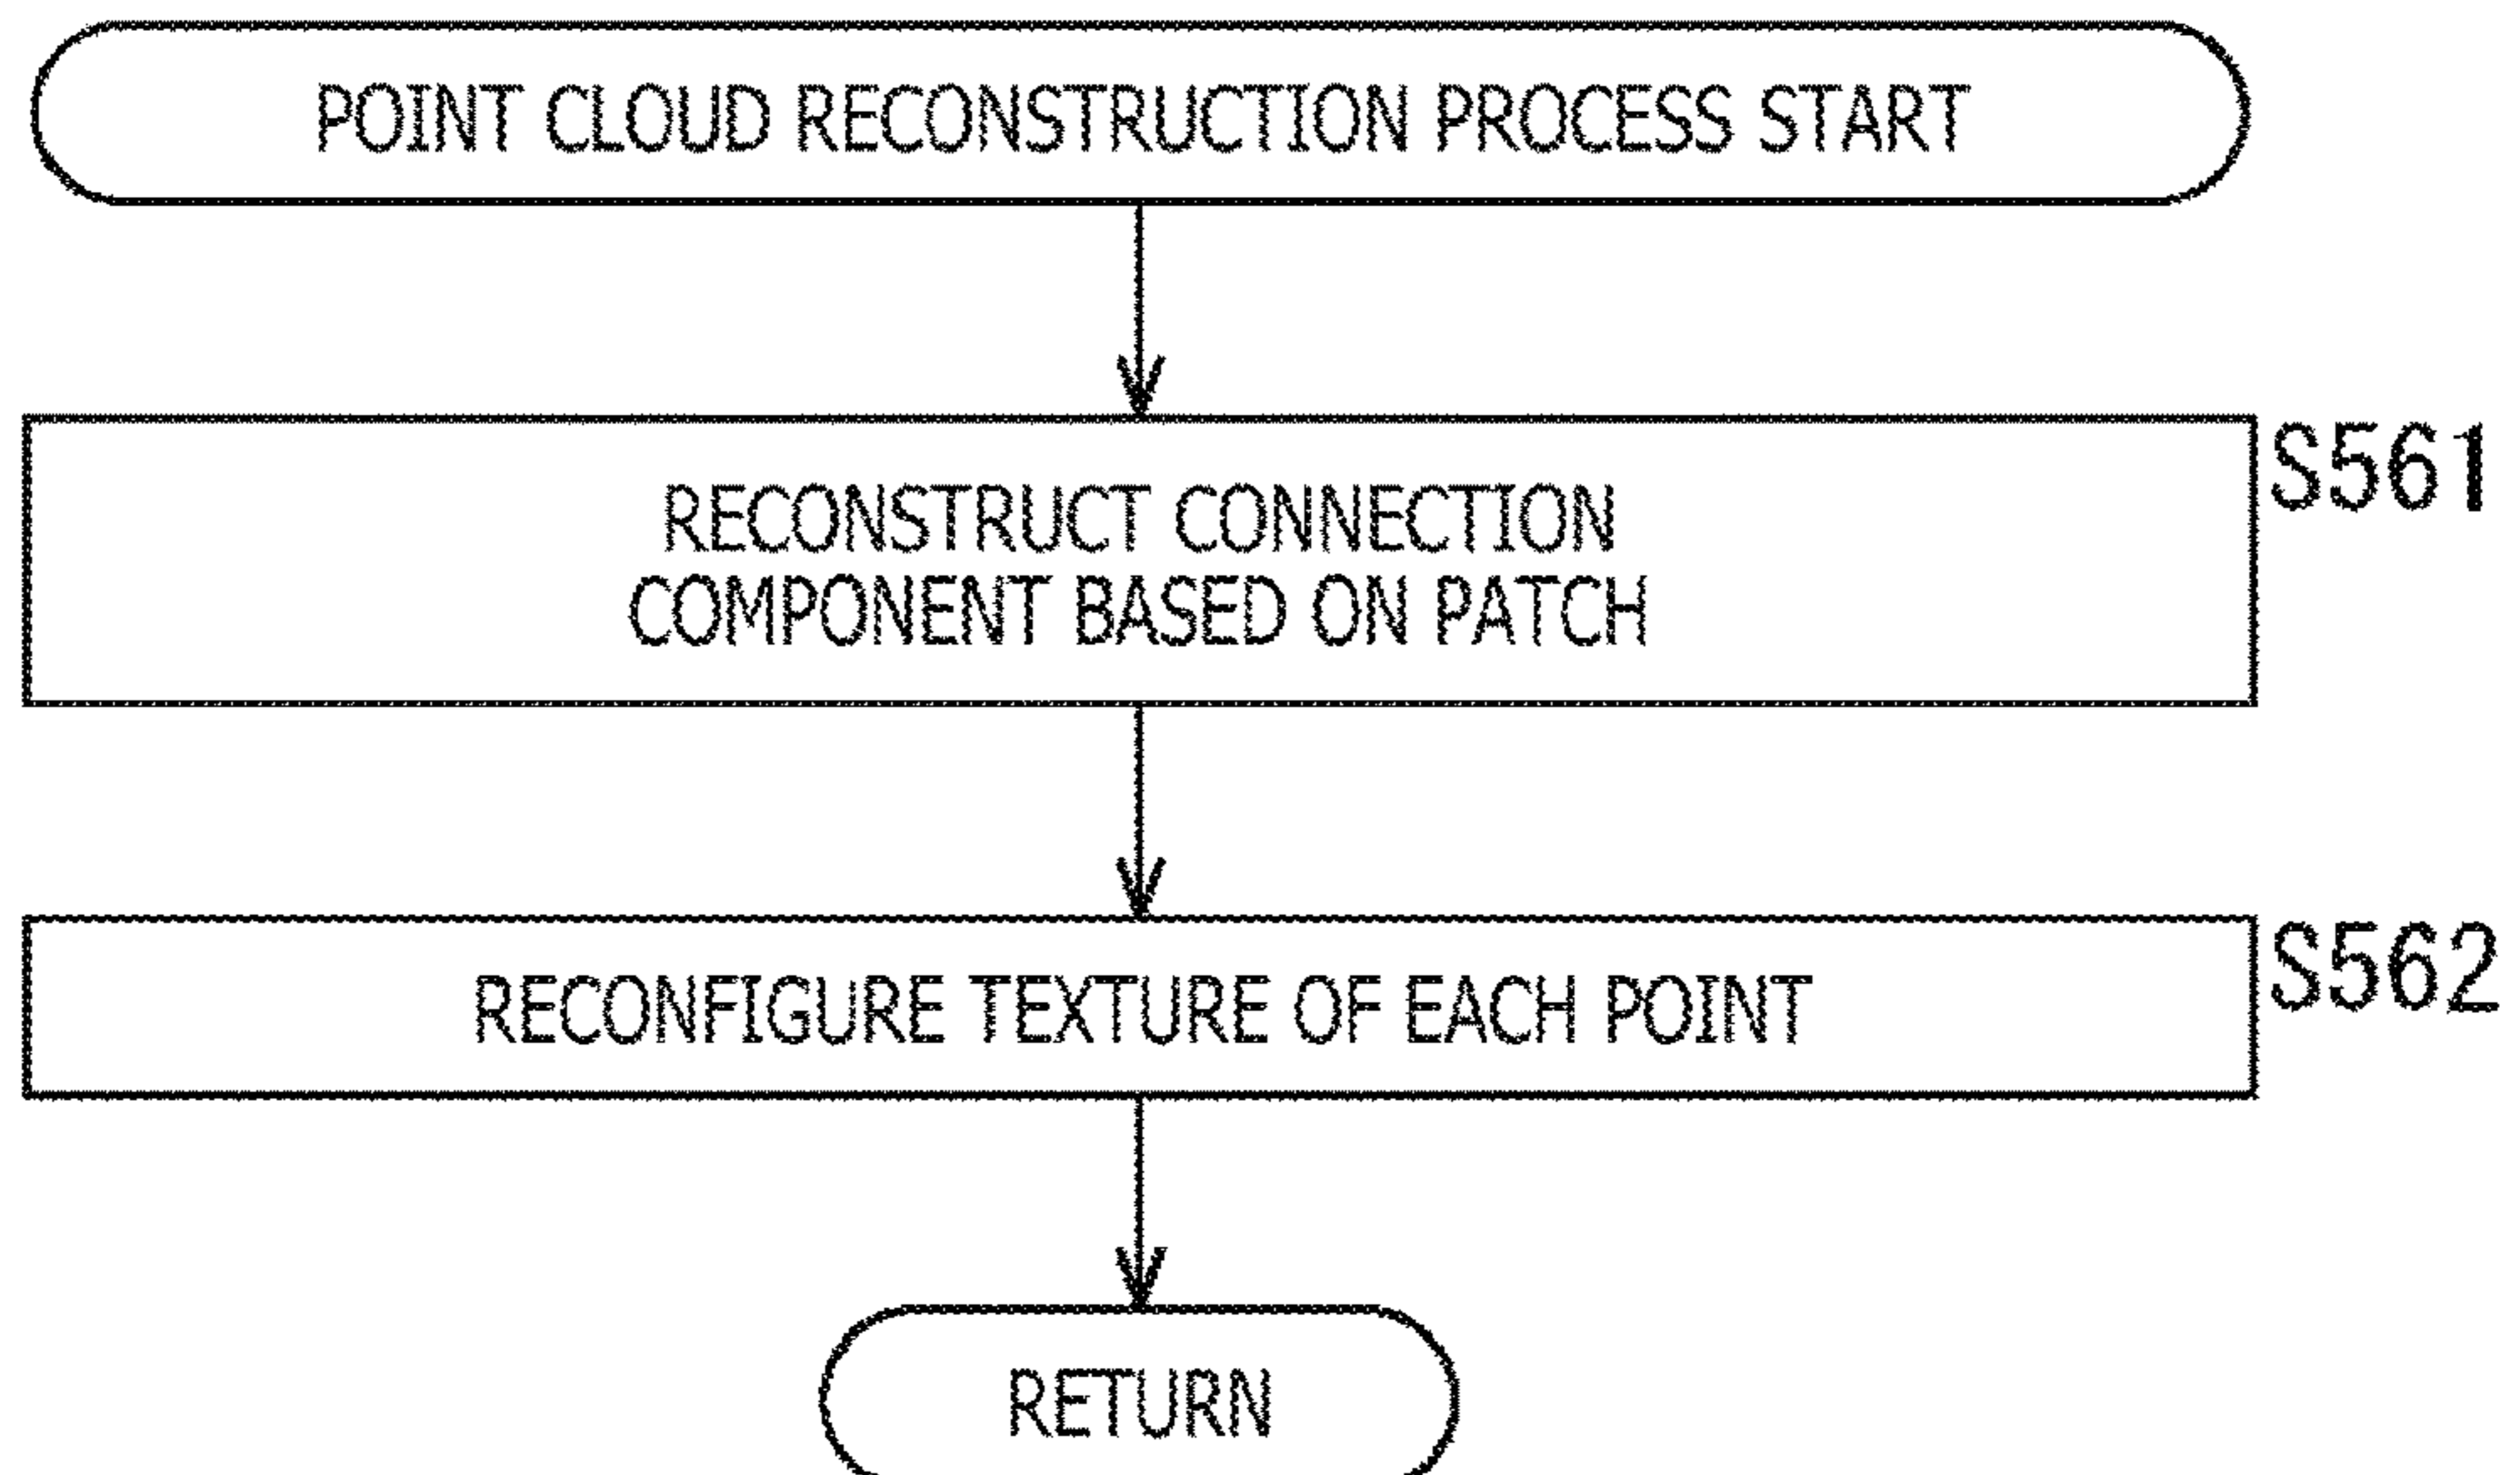 POINT CLOUD RECONSTRUCTION PROCESS START
S561
RECONSTRUCT CONNECTION
COMPONENT BASED ON PATCH
S562
RECONFIGURE TEXTURE OF EACH POINT
RETURN